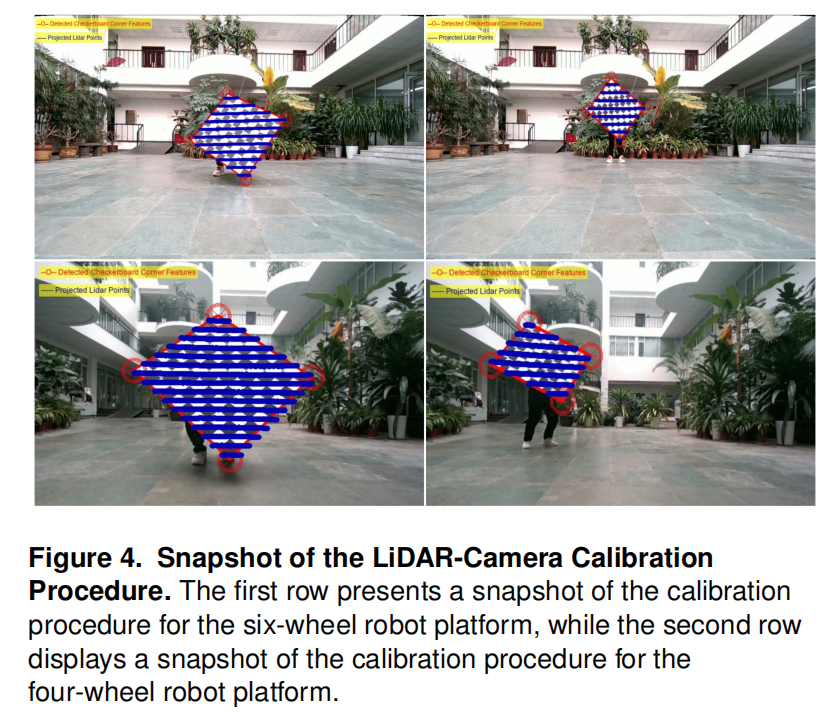 --O-- Detected Checkerboard Corner Features
--O-- Detected Checkerboard Corner Features
----- Projected Lidar Points
----- Projected Lidar Points
--O-- Detected Checkerboard Corner Features
--O-- Detected Checkerboard Corner Features
----- Projected Lidar Points
----- Projected Lidar Points
Figure 4. Snapshot of the LiDAR-Camera Calibration
Procedure. The first row presents a snapshot of the calibration
procedure for the six-wheel robot platform, while the second row
displays a snapshot of the calibration procedure for the
four-wheel robot platform.